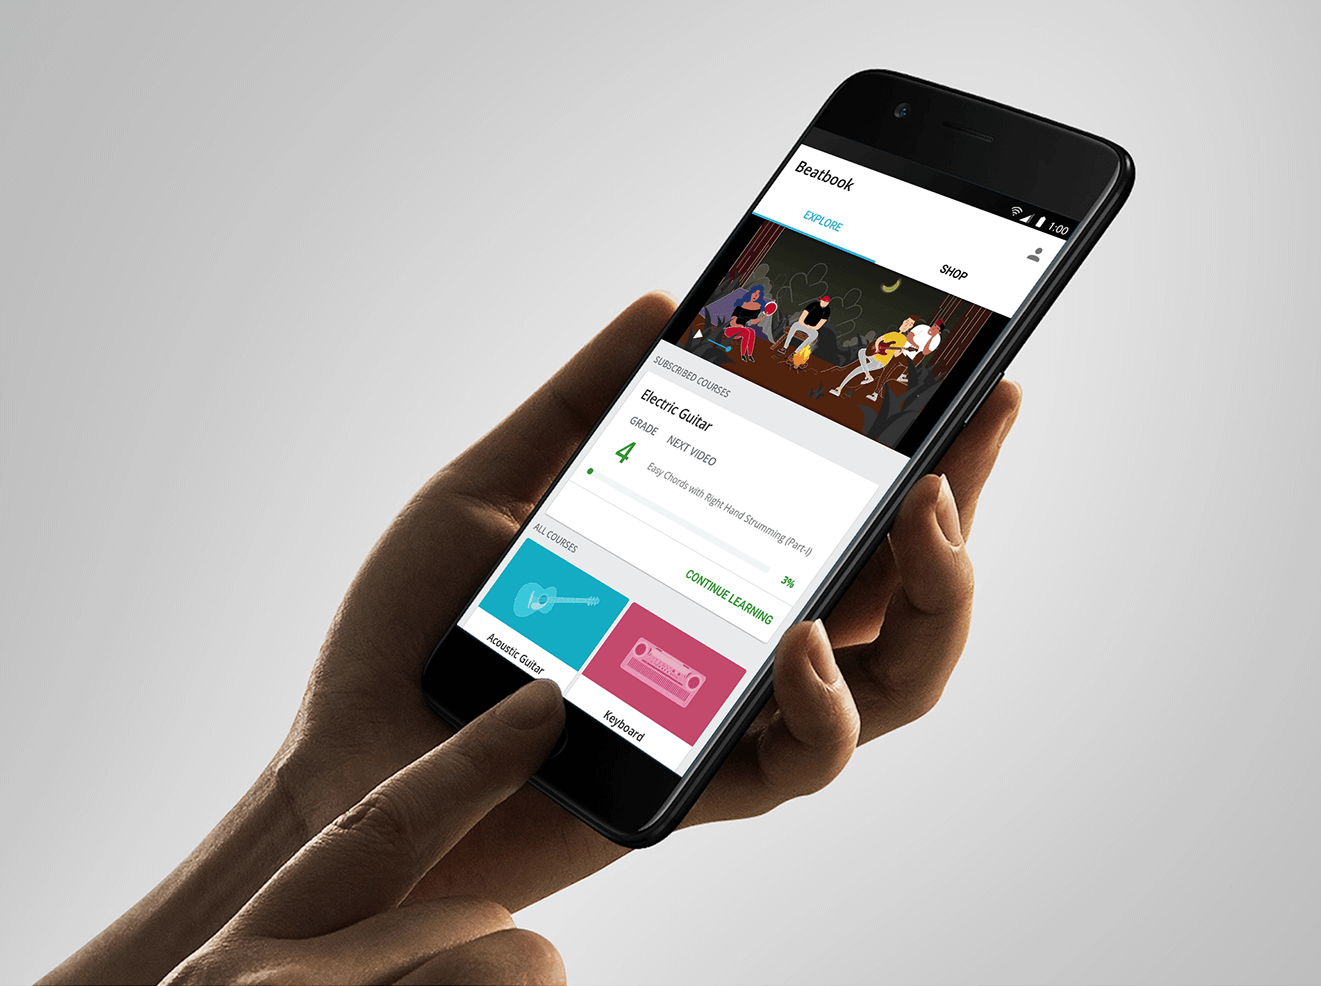 Beatbook
1:00
EXPLORE
SHOP
SUBSCRIBED COURSES
Electric Guitar
GRADE
NEXT VIDEO
4
Easy Chords with Right Hand Strumming (Part-I)
3%
CONTINUE LEARNING
ALL COURSES
Acoustic Guitar
Keyboard